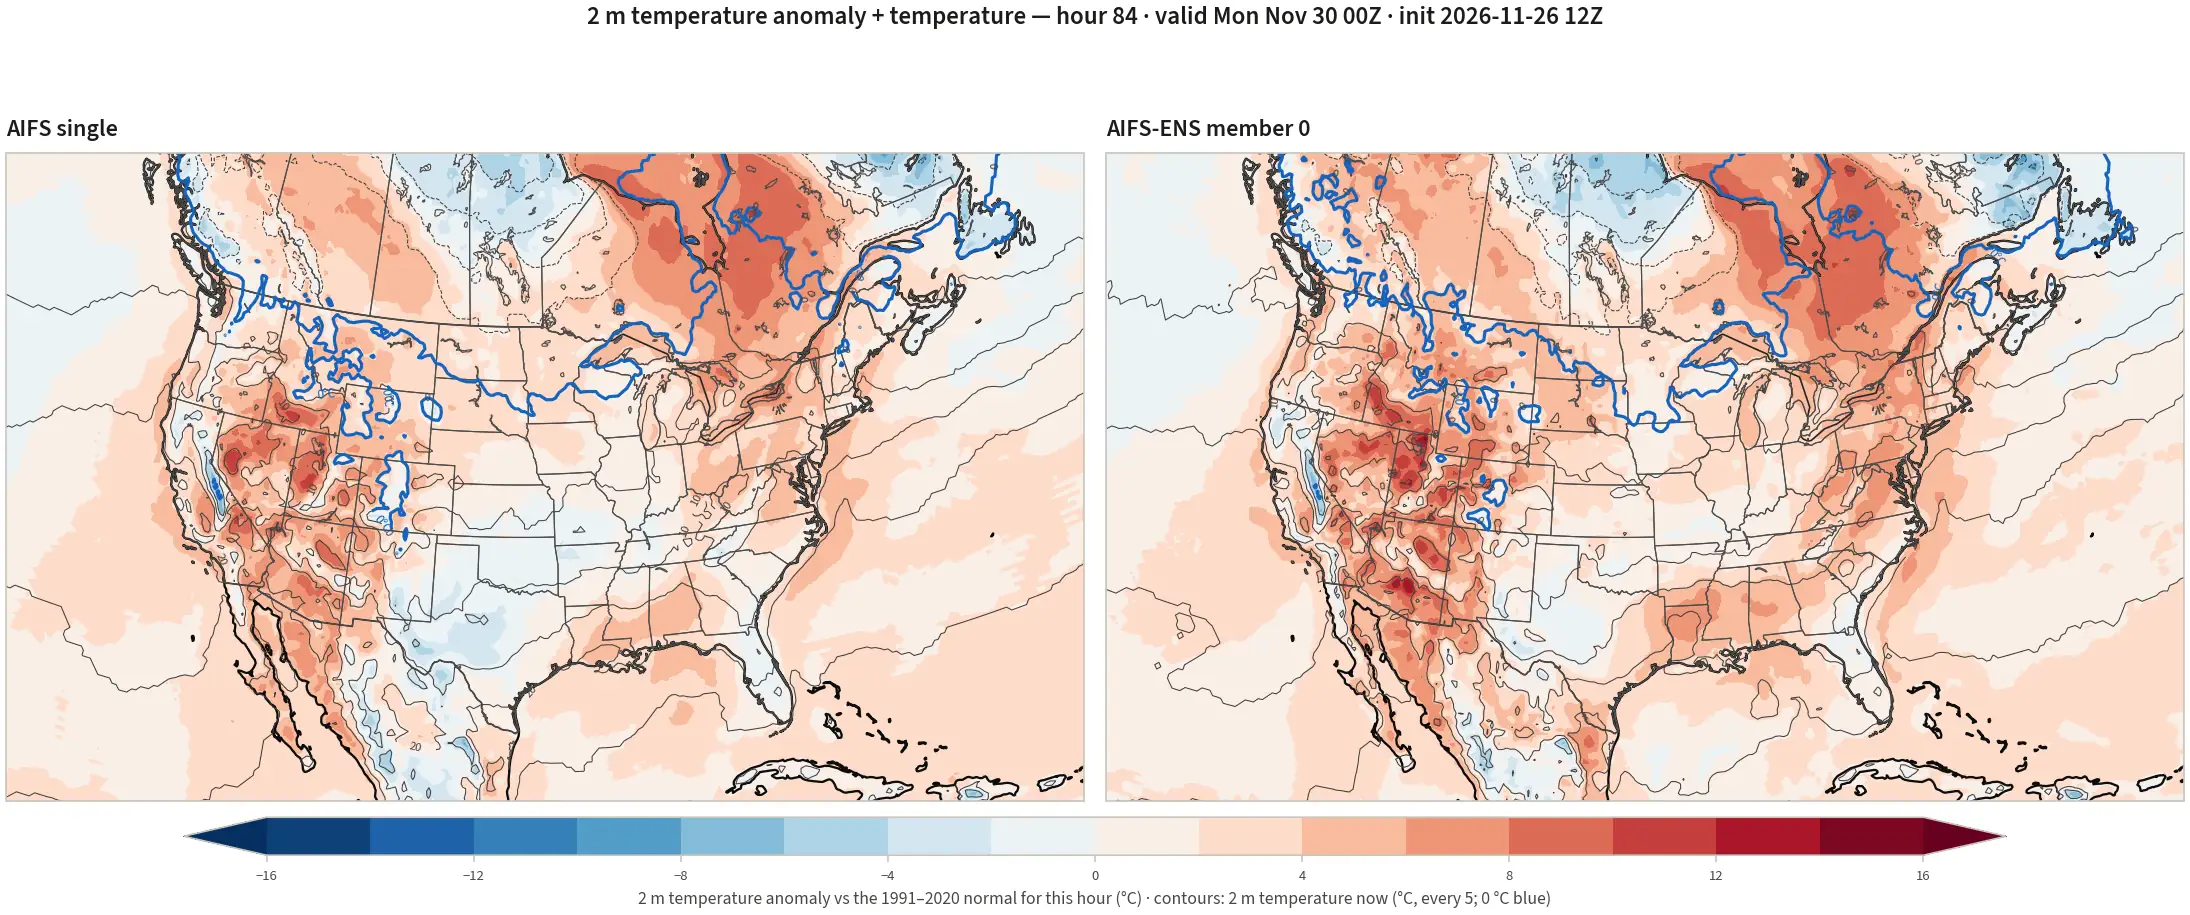 2 m temperature anomaly + temperature — hour 84 · valid Mon Nov 30 00Z · init 2026-11-26 12Z
AIFS single
AIFS-ENS member 0
20
−16 −12 −8 −4 0 4 8 12 16
2 m temperature anomaly vs the 1991–2020 normal for this hour (°C) · contours: 2 m temperature now (°C, every 5; 0 °C blue)